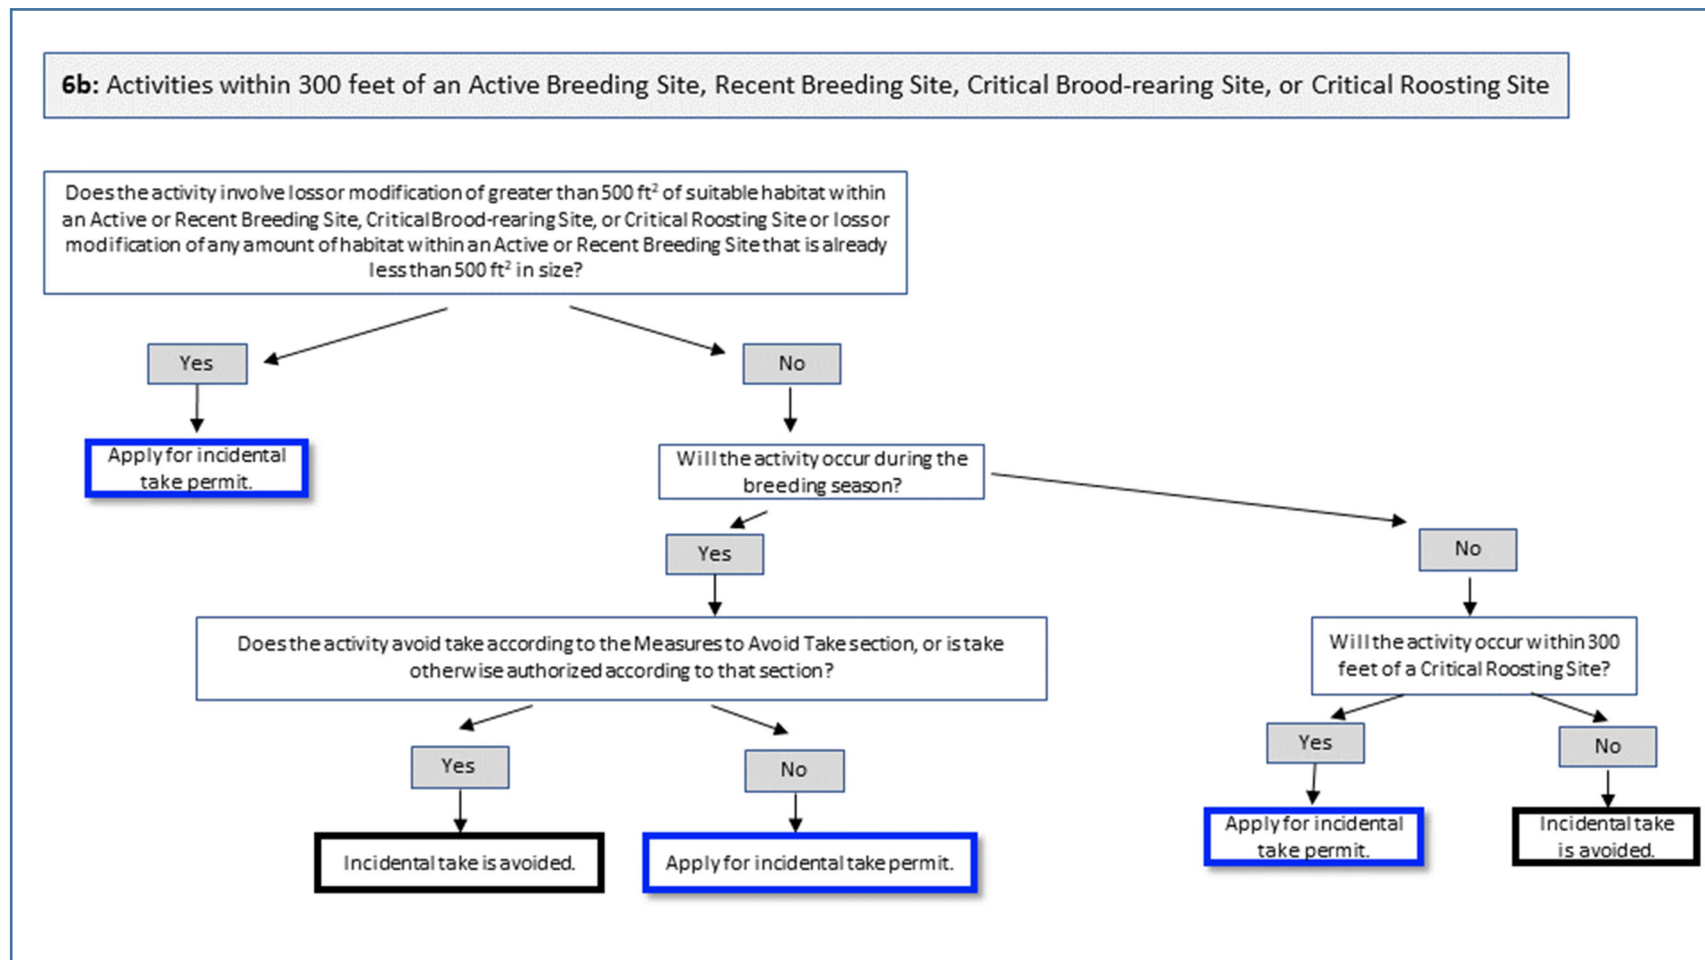 6b: Activities within 300 feet of an Active Breeding Site, Recent Breeding Site, Critical Brood-rearing Site, or Critical Roosting Site
Does the activity involve lossor modification of greater than 500 ft² of suitable habitat within
an Active or Recent Breeding Site, Critical Brood-rearing Site, or Critical Roosting Site or lossor
modification of any amount of habitat within an Active or Recent Breeding Site that is already
less than 500 ft² in size?
Yes
No
Apply for incidental
take permit.
Will the activity occur during the
breeding season?
Yes
No
Does the activity avoid take according to the Measures to Avoid Take section, or is take
otherwise authorized according to that section?
Will the activity occur within 300
feet of a Critical Roosting Site?
Yes
No
Yes
No
Incidental take is avoided.
Apply for incidental take permit.
Apply for incidental
take permit.
Incidental take
is avoided.